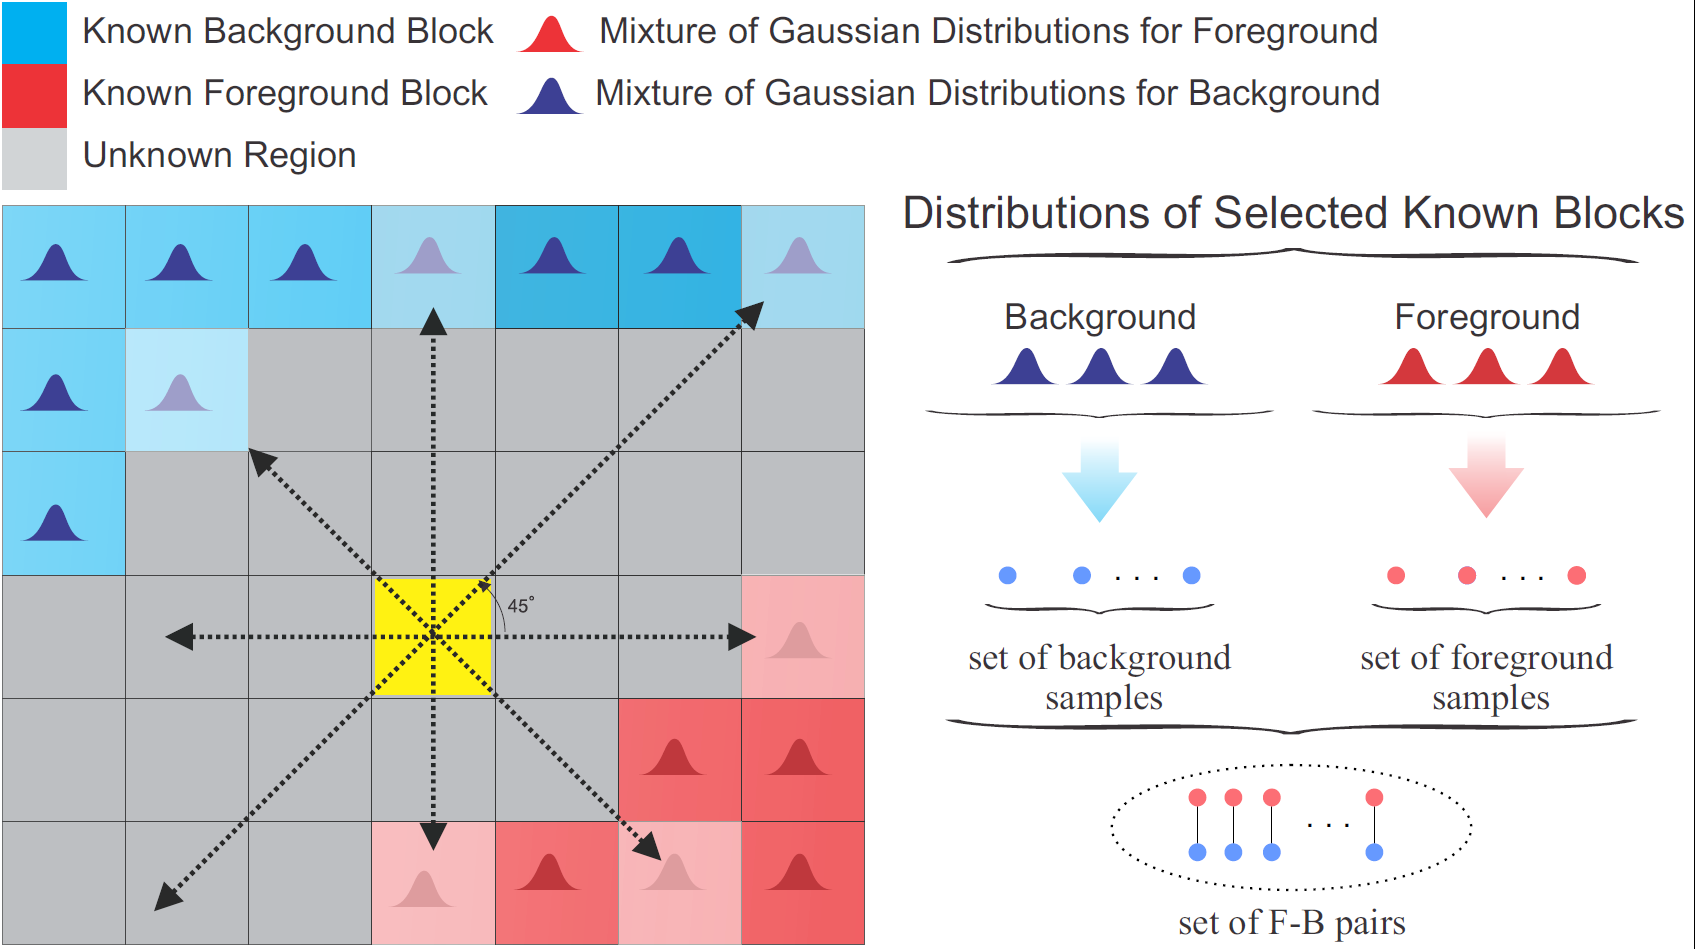 Known Background Block
Mixture of Gaussian Distributions for Foreground
Known Foreground Block
Mixture of Gaussian Distributions for Background
Unknown Region
45°
Distributions of Selected Known Blocks
Background
Foreground
. . .
. . .
set of background
samples
set of foreground
samples
. . .
set of F-B pairs